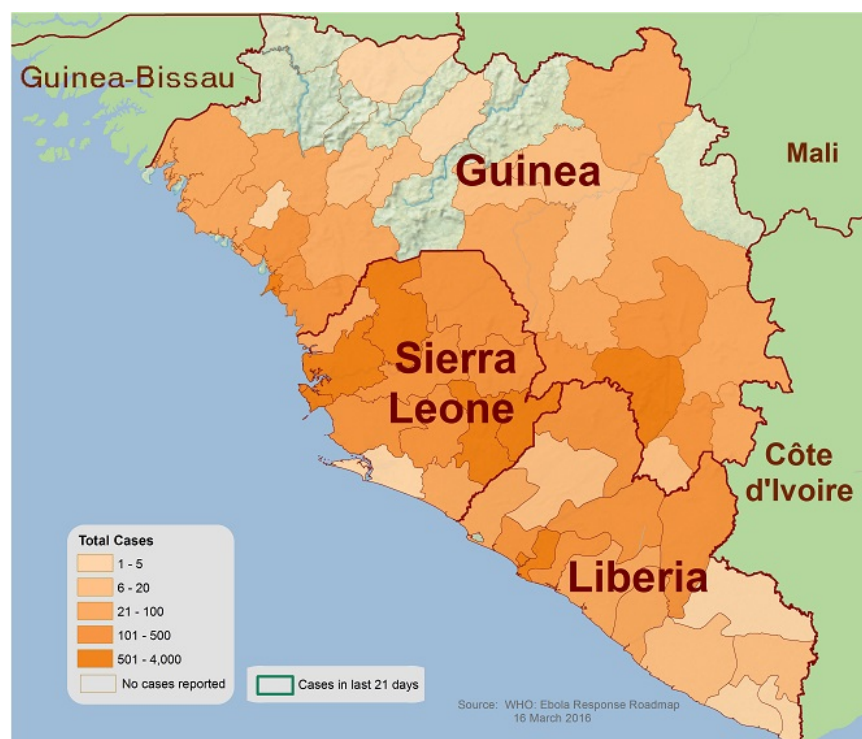 Guinea-Bissau
Guinea
Mali
Sierra
Leone
Côte
d'Ivoire
Liberia
Total Cases
1 - 5
6 - 20
21 - 100
101 - 500
501 - 4,000
No cases reported
Cases in last 21 days
Source: WHO: Ebola Response Roadmap
16 March 2016